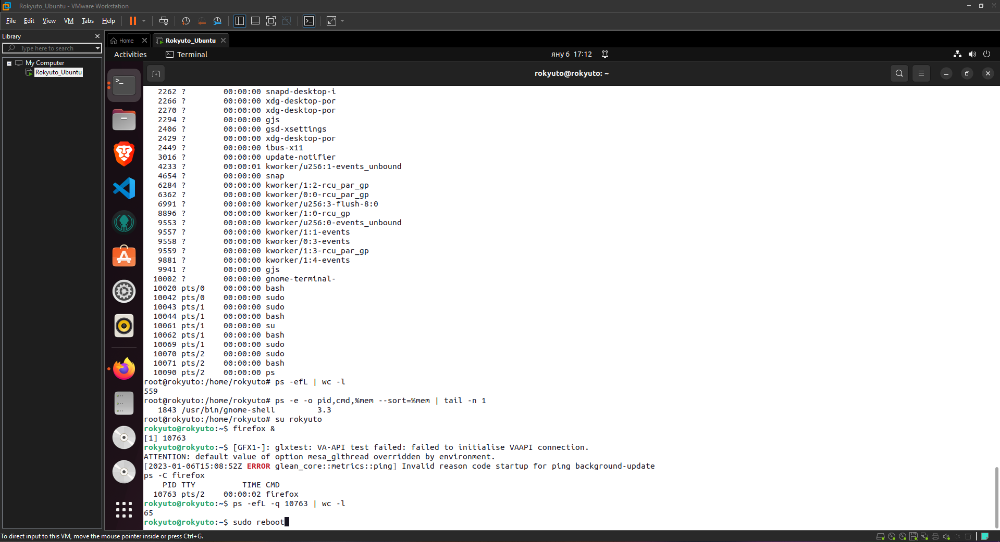 Rokyuto_Ubuntu - VMware Workstation
File Edit View VM Tabs Help
Library
Home
Rokyuto_Ubuntu
Type here to search
My Computer
Rokyuto_Ubuntu
Activities
Terminal
яну 6 17:12
rokyuto@rokyuto: ~
2262 ? 00:00:00 snapd-desktop-i
2266 ? 00:00:00 xdg-desktop-por
2270 ? 00:00:00 xdg-desktop-por
2294 ? 00:00:00 gjs
2406 ? 00:00:00 gsd-xsettings
2429 ? 00:00:00 xdg-desktop-por
2449 ? 00:00:00 ibus-x11
3016 ? 00:00:00 update-notifier
4233 ? 00:00:01 kworker/u256:1-events_unbound
4654 ? 00:00:00 snap
6284 ? 00:00:00 kworker/1:2-rcu_par_gp
6362 ? 00:00:00 kworker/0:0-rcu_par_gp
6991 ? 00:00:00 kworker/u256:3-flush-8:0
8896 ? 00:00:00 kworker/1:0-rcu_gp
9553 ? 00:00:00 kworker/u256:0-events_unbound
9557 ? 00:00:00 kworker/1:1-events
9558 ? 00:00:00 kworker/0:3-events
9559 ? 00:00:00 kworker/1:3-rcu_par_gp
9881 ? 00:00:00 kworker/1:4-events
9941 ? 00:00:00 gjs
10002 ? 00:00:00 gnome-terminal-
10020 pts/0 00:00:00 bash
10042 pts/0 00:00:00 sudo
10043 pts/1 00:00:00 sudo
10044 pts/1 00:00:00 bash
10061 pts/1 00:00:00 su
10062 pts/1 00:00:00 bash
10069 pts/1 00:00:00 sudo
10070 pts/2 00:00:00 sudo
10071 pts/2 00:00:00 bash
10090 pts/2 00:00:00 ps
root@rokyuto:/home/rokyuto# ps -efL | wc -l
559
root@rokyuto:/home/rokyuto# ps -e -o pid,cmd,%mem --sort=%mem | tail -n 1
1843 /usr/bin/gnome-shell 3.3
root@rokyuto:/home/rokyuto# su rokyuto
rokyuto@rokyuto:~$ firefox &
[1] 10763
rokyuto@rokyuto:~$ [GFX1-]: glxtest: VA-API test failed: failed to initialise VAAPI connection.
ATTENTION: default value of option mesa_glthread overridden by environment.
[2023-01-06T15:08:52Z ERROR glean_core::metrics::ping] Invalid reason code startup for ping background-update
ps -C firefox
PID TTY TIME CMD
10763 pts/2 00:00:02 firefox
rokyuto@rokyuto:~$ ps -efL -q 10763 | wc -l
65
rokyuto@rokyuto:~$ sudo reboot
To direct input to this VM, move the mouse pointer inside or press Ctrl+G.